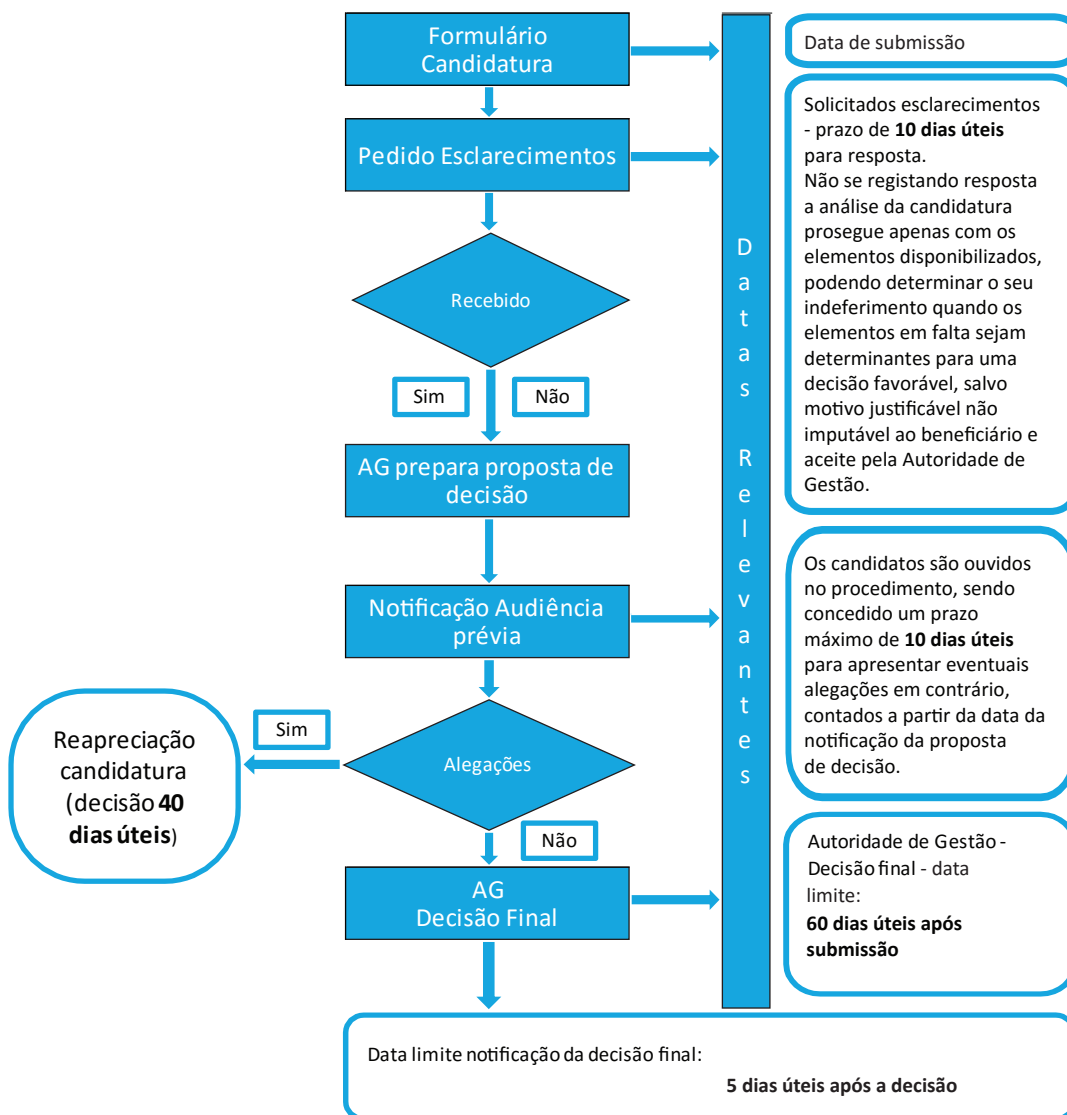 Formulário
Candidatura
Data de submissão
Pedido Esclarecimentos
Solicitados esclarecimentos
- prazo de 10 dias úteis
para resposta.
Não se registando resposta
a análise da candidatura
prosegue apenas com os
elementos disponibilizados,
podendo determinar o seu
indeferimento quando os
elementos em falta sejam
determinantes para uma
decisão favorável, salvo
motivo justificável não
imputável ao beneficiário e
aceite pela Autoridade de
Gestão.
Recebido
Sim
Não
AG prepara proposta de
decisão
Datas Relevantes
Notificação Audiência
prévia
Os candidatos são ouvidos
no procedimento, sendo
concedido um prazo
máximo de 10 dias úteis
para apresentar eventuais
alegações em contrário,
contados a partir da data da
notificação da proposta
de decisão.
Alegações
Sim
Reapreciação
candidatura
(decisão 40
dias úteis)
Não
AG
Decisão Final
Autoridade de Gestão -
Decisão final - data
limite:
60 dias úteis após
submissão
Data limite notificação da decisão final:
5 dias úteis após a decisão